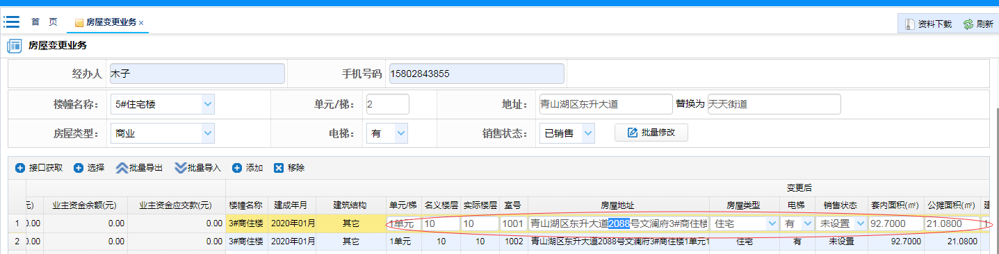 首 页 房屋变更业务 × 资料下载 刷新
房屋变更业务
经办人 木子 手机号码 15802843855
楼幢名称： 5#住宅楼 单元/梯： 2 地址： 青山湖区东升大道 替换为 天天街道
房屋类型： 商业 电梯： 有 销售状态： 已销售 批量修改
接口获取 选择 批量导出 批量导入 添加 移除
变更后
元) 业主资金余额(元) 业主资金应交款(元) 楼幢名称 建成年月 建筑结构 单元/梯 名义楼层 实际楼层 室号 房屋地址 房屋类型 电梯 销售状态 套内面积(㎡) 公摊面积(㎡) 建
1 0.00 0.00 0.00 3#商住楼 2020年01月 其它 1单元 10 10 1001 青山湖区东升大道2088号文澜府3#商住楼 住宅 有 未设置 92.7000 21.0800
2 0.00 0.00 0.00 3#商住楼 2020年01月 其它 1单元 10 10 1002 青山湖区东升大道2088号文澜府3#商住楼1单元1 住宅 有 未设置 92.7000 21.0800